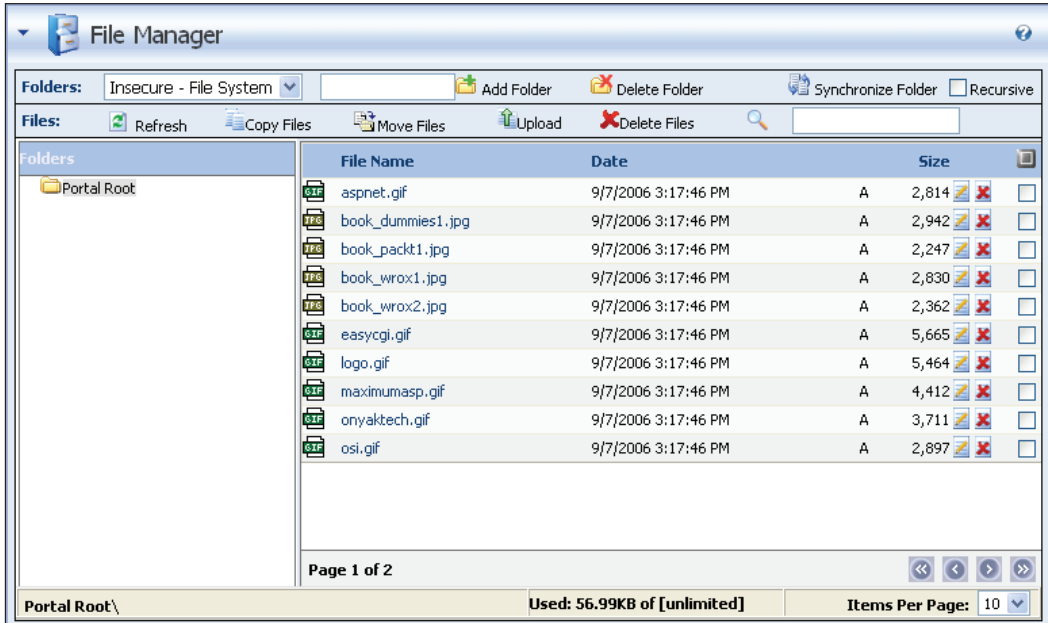 File Manager
Folders: Insecure - File System Add Folder Delete Folder Synchronize Folder Recursive
Files: Refresh Copy Files Move Files Upload Delete Files
Folders
Portal Root
File Name Date Size
GIF aspnet.gif 9/7/2006 3:17:46 PM A 2,814
JPG book_dummies1.jpg 9/7/2006 3:17:46 PM A 2,942
JPG book_packt1.jpg 9/7/2006 3:17:46 PM A 2,247
JPG book_wrox1.jpg 9/7/2006 3:17:46 PM A 2,830
JPG book_wrox2.jpg 9/7/2006 3:17:46 PM A 2,362
GIF easycgi.gif 9/7/2006 3:17:46 PM A 5,665
GIF logo.gif 9/7/2006 3:17:46 PM A 5,464
GIF maximumasp.gif 9/7/2006 3:17:46 PM A 4,412
GIF onyaktech.gif 9/7/2006 3:17:46 PM A 3,711
GIF osi.gif 9/7/2006 3:17:46 PM A 2,897
Page 1 of 2
Portal Root\ Used: 56.99KB of [unlimited] Items Per Page: 10